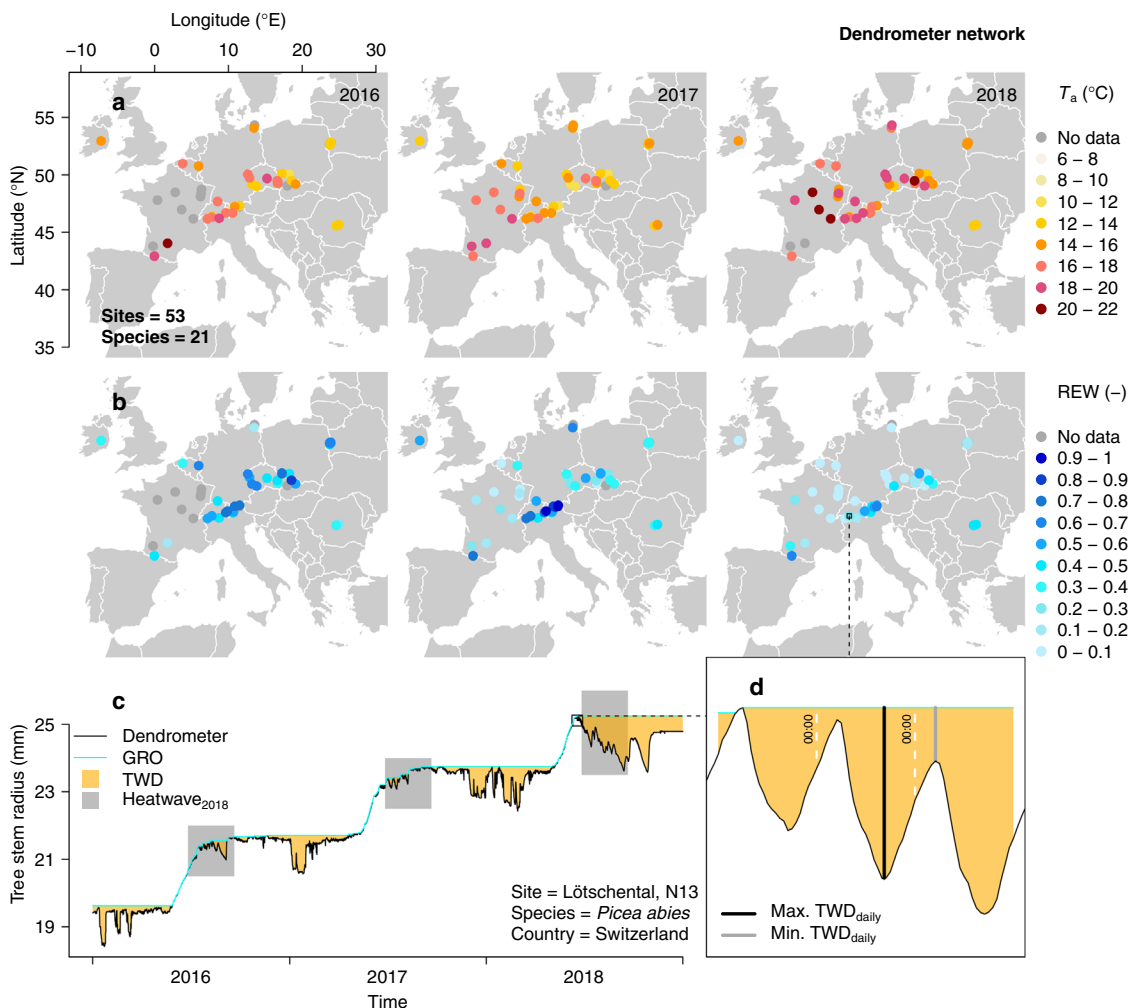 Longitude (°E)
Dendrometer network
−10 0 10 20 30
a
2016
2017
2018
Latitude (°N)
55
50
45
40
35
Sites = 53
Species = 21
Ta (°C)
No data
6 – 8
8 – 10
10 – 12
12 – 14
14 – 16
16 – 18
18 – 20
20 – 22
b
REW (–)
No data
0.9 – 1
0.8 – 0.9
0.7 – 0.8
0.6 – 0.7
0.5 – 0.6
0.4 – 0.5
0.3 – 0.4
0.2 – 0.3
0.1 – 0.2
0 – 0.1
c
Tree stem radius (mm)
25
23
21
19
Dendrometer
GRO
TWD
Heatwave2018
Site = Lötschental, N13
Species = Picea abies
Country = Switzerland
2016 2017 2018
Time
d
00:00
00:00
Max. TWDdaily
Min. TWDdaily